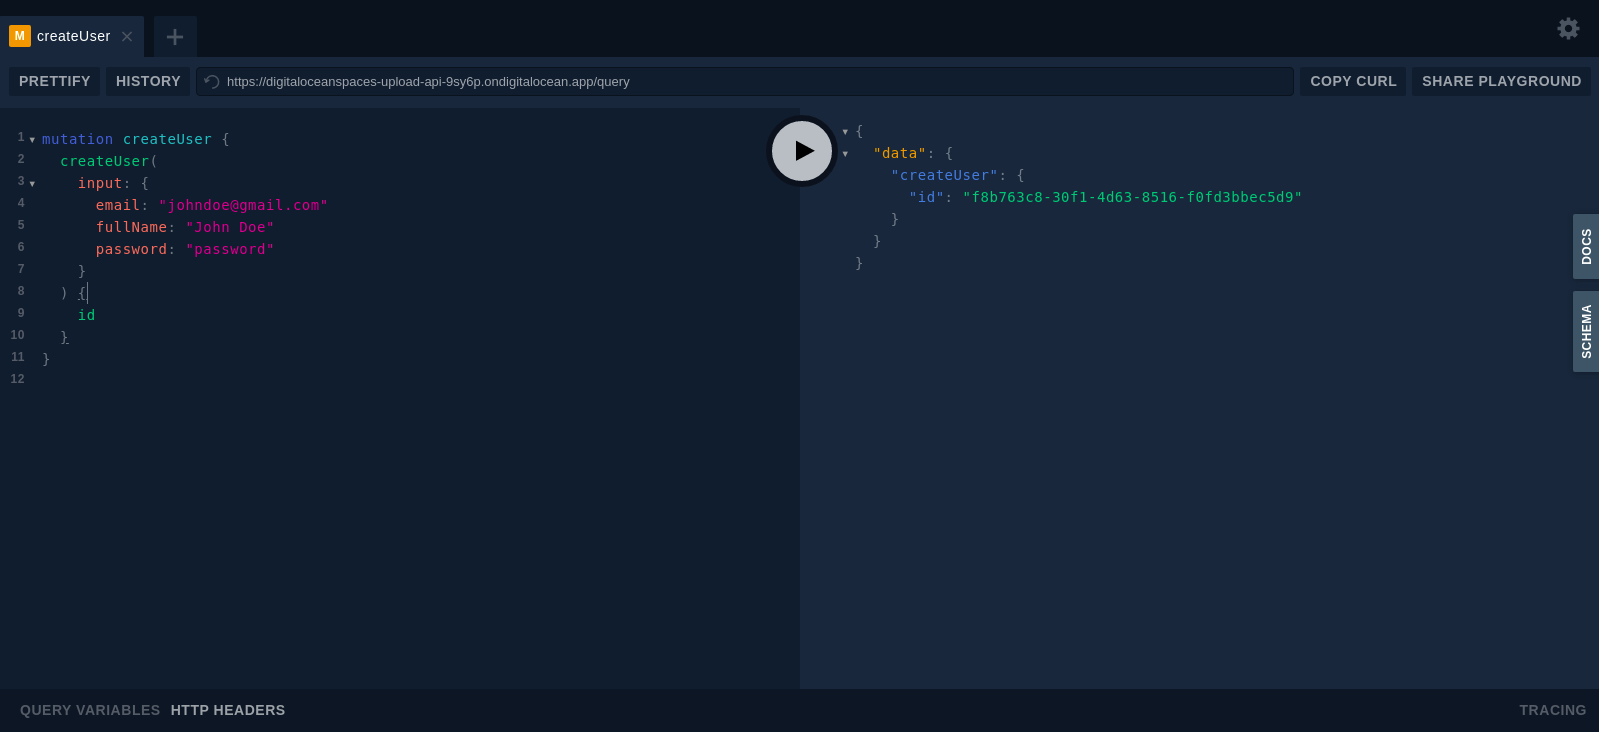 M createUser
PRETTIFY HISTORY https://digitaloceanspaces-upload-api-9sy6p.ondigitalocean.app/query COPY CURL SHARE PLAYGROUND
1 mutation createUser {
2 createUser(
3 input: {
4 email: "johndoe@gmail.com"
5 fullName: "John Doe"
6 password: "password"
7 }
8 ) {
9 id
10 }
11 }
12
{
"data": {
"createUser": {
"id": "f8b763c8-30f1-4d63-8516-f0fd3bbec5d9"
}
}
}
DOCS
SCHEMA
QUERY VARIABLES HTTP HEADERS TRACING